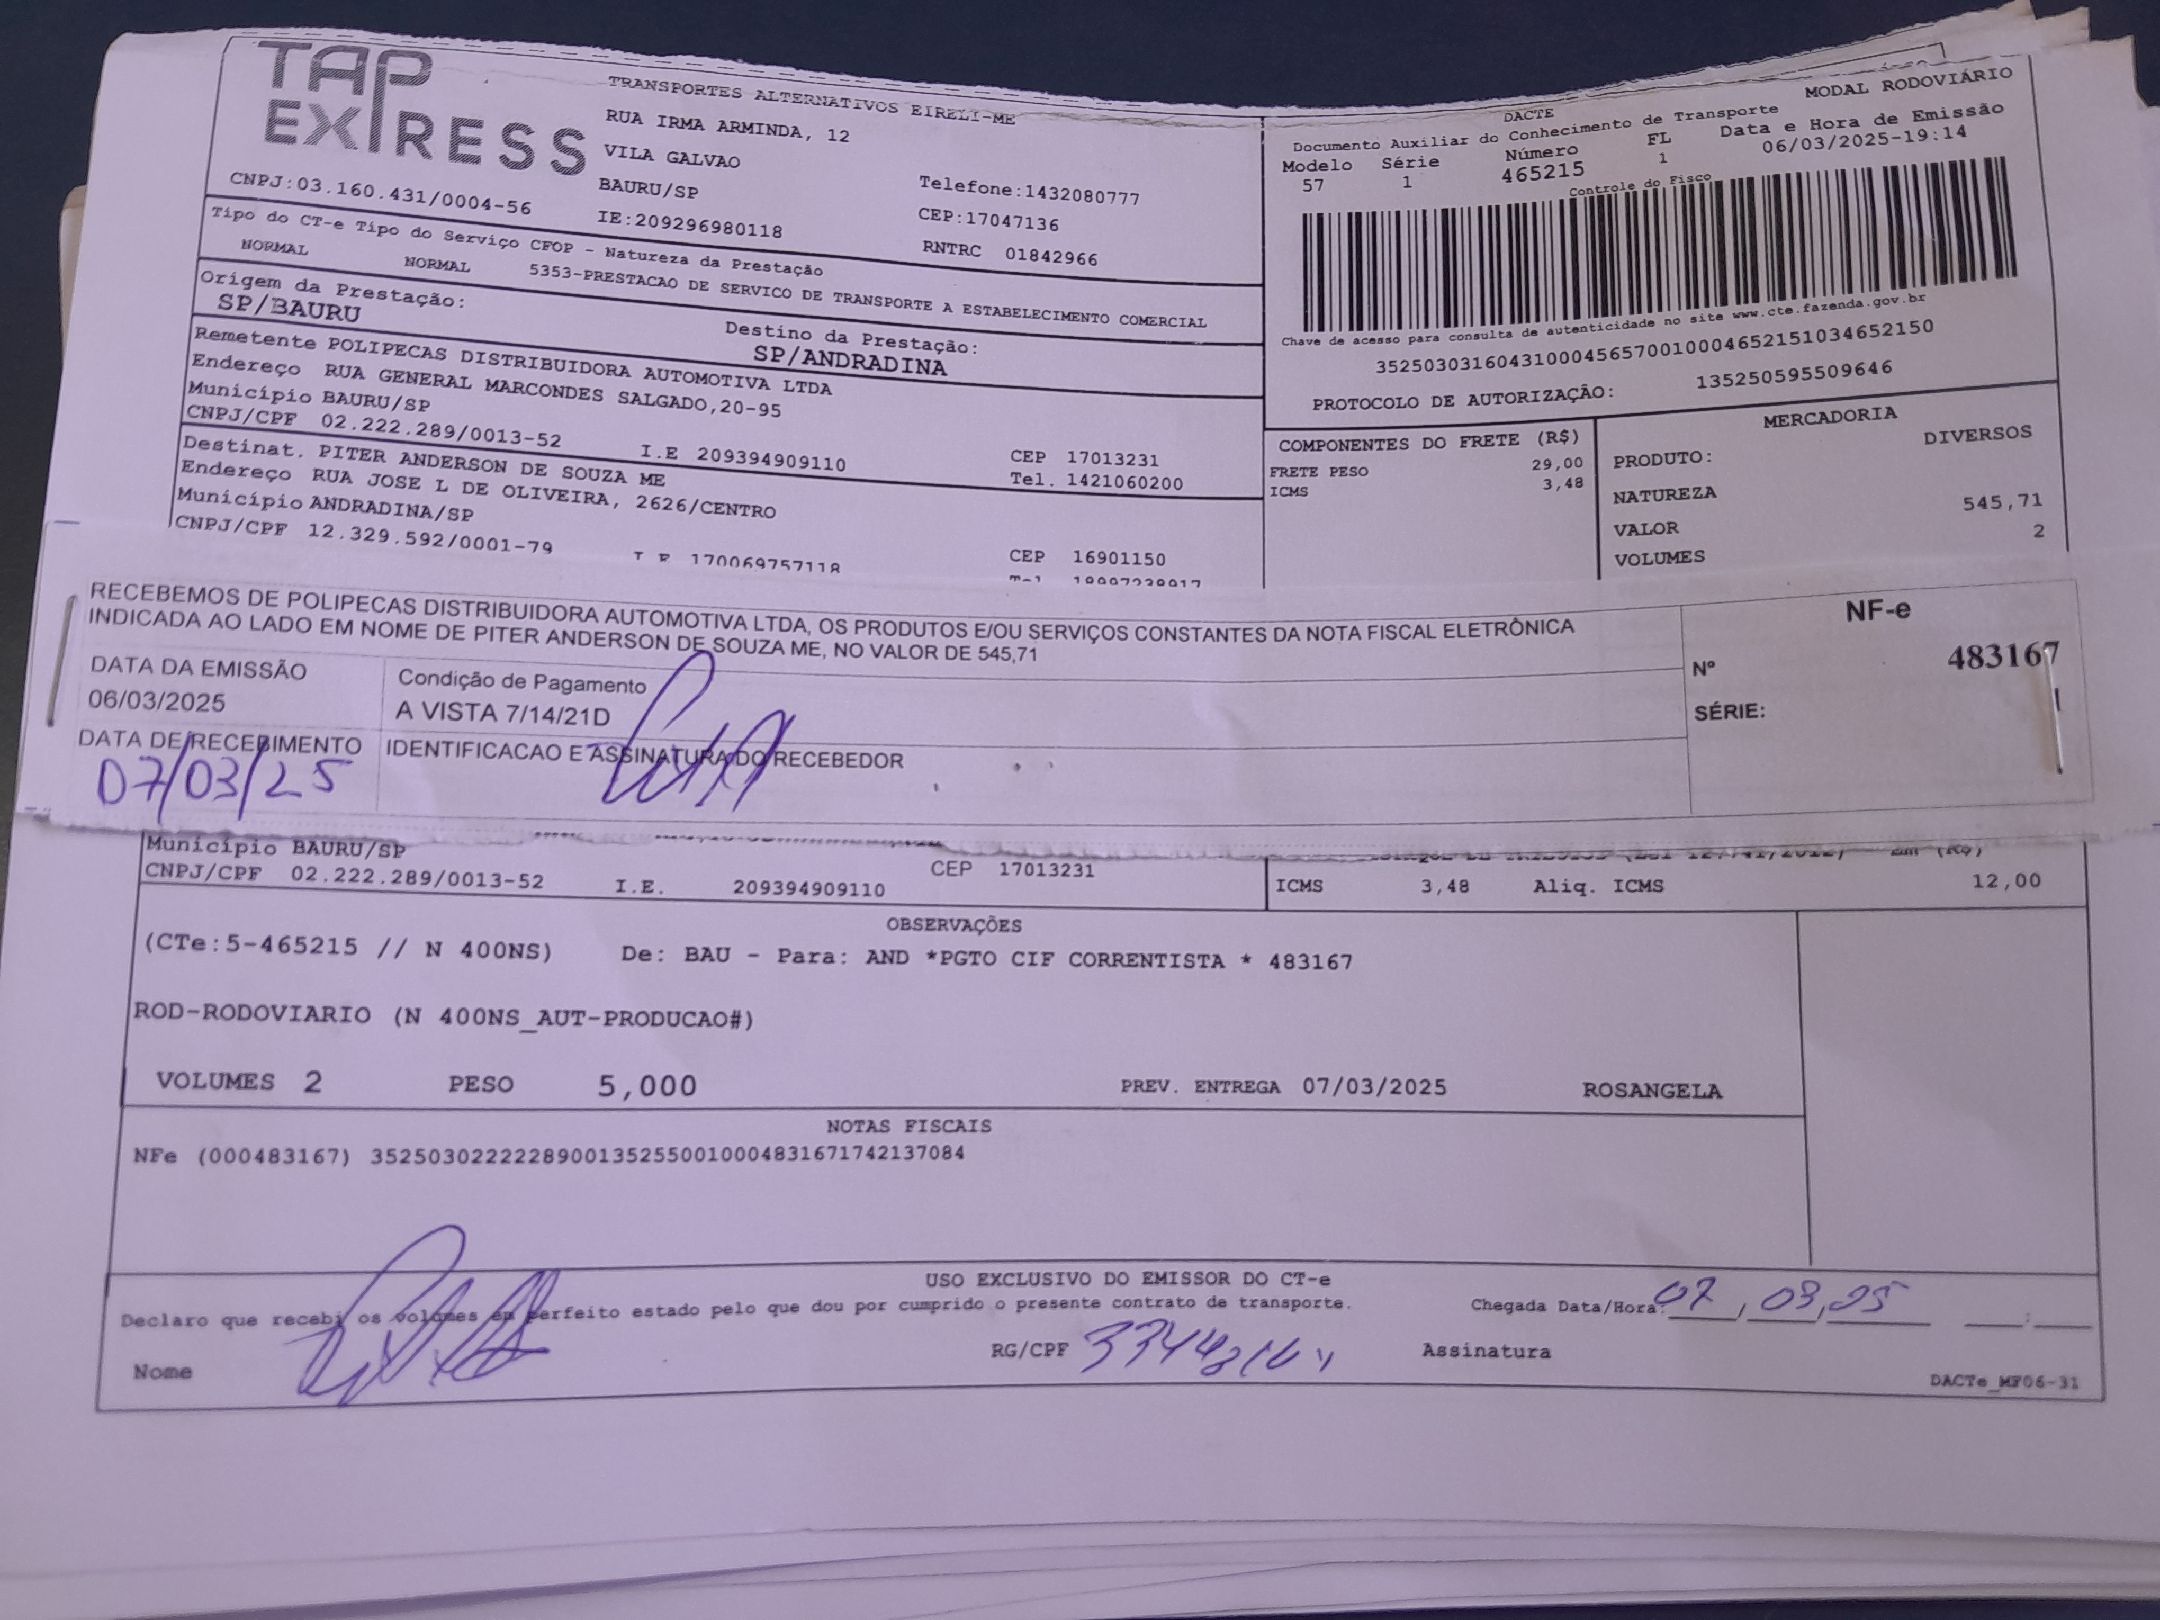 TAP EXPRESS
TRANSPORTES ALTERNATIVOS EIRELI-ME
RUA IRMA ARMINDA, 12
VILA GALVAO
BAURU/SP
Telefone:1432080777
CNPJ:03.160.431/0004-56
IE:209296980118
CEP:17047136
RNTRC 01842966
Tipo do CT-e Tipo do Serviço CFOP - Natureza da Prestação
NORMAL NORMAL 5353-PRESTACAO DE SERVICO DE TRANSPORTE A ESTABELECIMENTO COMERCIAL
Origem da Prestação:
SP/BAURU
Destino da Prestação:
SP/ANDRADINA
Remetente POLIPECAS DISTRIBUIDORA AUTOMOTIVA LTDA
Endereço RUA GENERAL MARCONDES SALGADO,20-95
Município BAURU/SP
CEP 17013231
CNPJ/CPF 02.222.289/0013-52 I.E 209394909110 Tel. 1421060200
Destinat. PITER ANDERSON DE SOUZA ME
Endereço RUA JOSE L DE OLIVEIRA, 2626/CENTRO
Município ANDRADINA/SP
CEP 16901150
CNPJ/CPF 12.329.592/0001-79 I E 170069757118
DACTE
MODAL RODOVIÁRIO
Documento Auxiliar do Conhecimento de Transporte
Modelo Série Número FL Data e Hora de Emissão
57 1 465215 1 06/03/2025-19:14
Controle do Fisco
Chave de acesso para consulta de autenticidade no site www.cte.fazenda.gov.br
35250303160431000456570010004652151034652150
PROTOCOLO DE AUTORIZAÇÃO: 135250595509646
COMPONENTES DO FRETE (R$)
FRETE PESO 29,00
ICMS 3,48
MERCADORIA
PRODUTO: DIVERSOS
NATUREZA
VALOR 545,71
VOLUMES 2
RECEBEMOS DE POLIPECAS DISTRIBUIDORA AUTOMOTIVA LTDA, OS PRODUTOS E/OU SERVIÇOS CONSTANTES DA NOTA FISCAL ELETRÔNICA
INDICADA AO LADO EM NOME DE PITER ANDERSON DE SOUZA ME, NO VALOR DE 545,71
NF-e
Nº 483167
SÉRIE: 1
DATA DA EMISSÃO
06/03/2025
Condição de Pagamento
A VISTA 7/14/21D
DATA DE RECEBIMENTO
07/03/25
IDENTIFICACAO E ASSINATURA DO RECEBEDOR
Município BAURU/SP
CEP 17013231
CNPJ/CPF 02.222.289/0013-52 I.E. 209394909110
ICMS 3,48 Aliq. ICMS 12,00
OBSERVAÇÕES
(CTe:5-465215 // N 400NS) De: BAU - Para: AND *PGTO CIF CORRENTISTA * 483167
ROD-RODOVIARIO (N 400NS_AUT-PRODUCAO#)
VOLUMES 2 PESO 5,000 PREV. ENTREGA 07/03/2025 ROSANGELA
NOTAS FISCAIS
NFe (000483167) 35250302222289001352550010004831671742137084
USO EXCLUSIVO DO EMISSOR DO CT-e
Declaro que recebi os volumes em perfeito estado pelo que dou por cumprido o presente contrato de transporte.
Chegada Data/Hora: 07/03/25 :
Nome
RG/CPF
Assinatura
DACTe_MF06-31